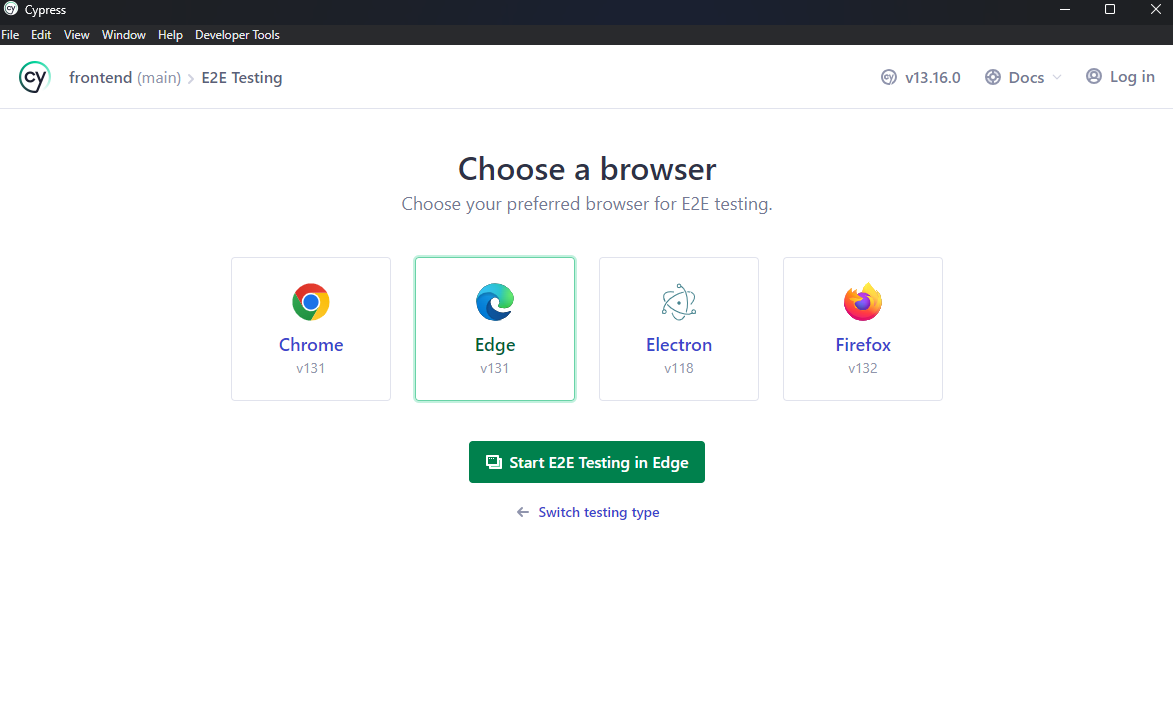 Cypress
File Edit View Window Help Developer Tools
cy frontend (main) > E2E Testing v13.16.0 Docs Log in
Choose a browser
Choose your preferred browser for E2E testing.
Chrome Edge Electron Firefox
v131 v131 v118 v132
Start E2E Testing in Edge
← Switch testing type